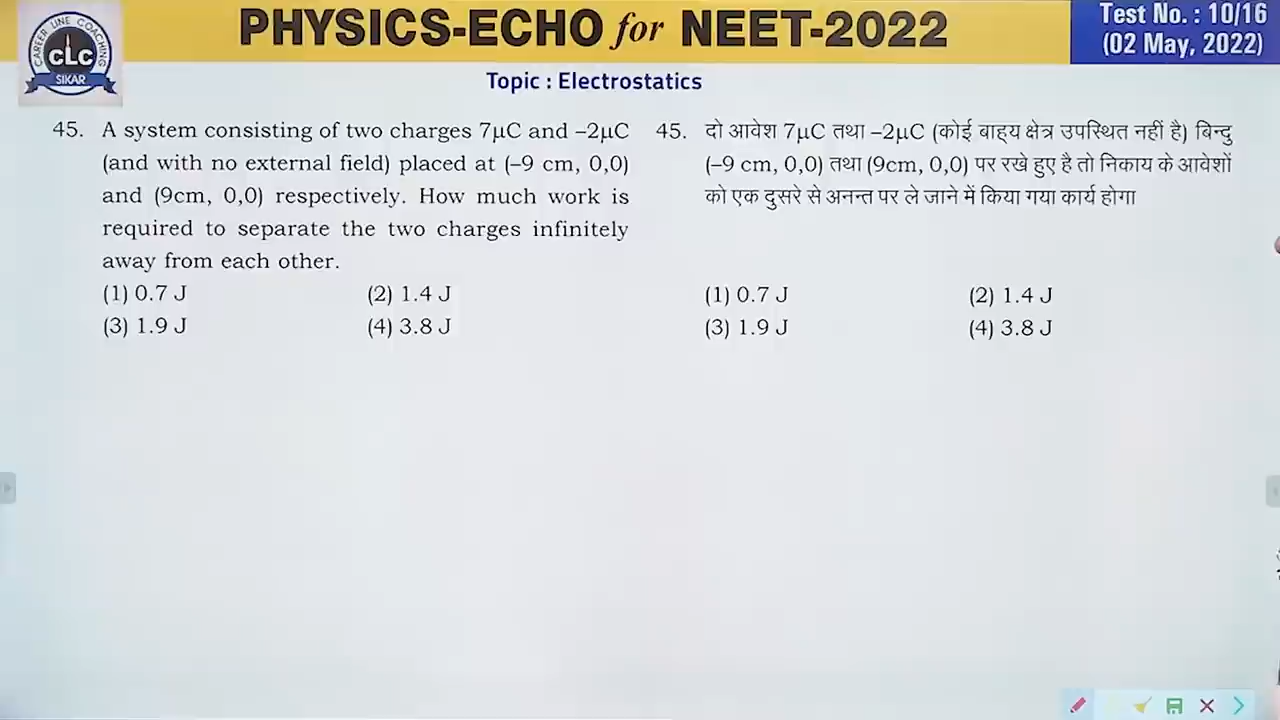 PHYSICS-ECHO for NEET-2022
Test No. : 10/16
(02 May, 2022)
CAREER LINE COACHING
CLC
SIKAR
Topic : Electrostatics
45. A system consisting of two charges 7μC and –2μC
(and with no external field) placed at (–9 cm, 0,0)
and (9cm, 0,0) respectively. How much work is
required to separate the two charges infinitely
away from each other.
(1) 0.7 J (2) 1.4 J
(3) 1.9 J (4) 3.8 J
45. दो आवेश 7μC तथा –2μC (कोई बाह्य क्षेत्र उपस्थित नहीं है) बिन्दु
(–9 cm, 0,0) तथा (9cm, 0,0) पर रखे हुए है तो निकाय के आवेशों
को एक दुसरे से अनन्त पर ले जाने में किया गया कार्य होगा
(1) 0.7 J (2) 1.4 J
(3) 1.9 J (4) 3.8 J